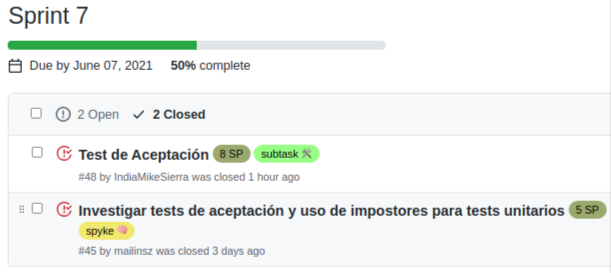 Sprint 7
Due by June 07, 2021 50% complete
2 Open 2 Closed
Test de Aceptación 8 SP subtask
#48 by IndiaMikeSierra was closed 1 hour ago
Investigar tests de aceptación y uso de impostores para tests unitarios 5 SP
spyke
#45 by mailinsz was closed 3 days ago